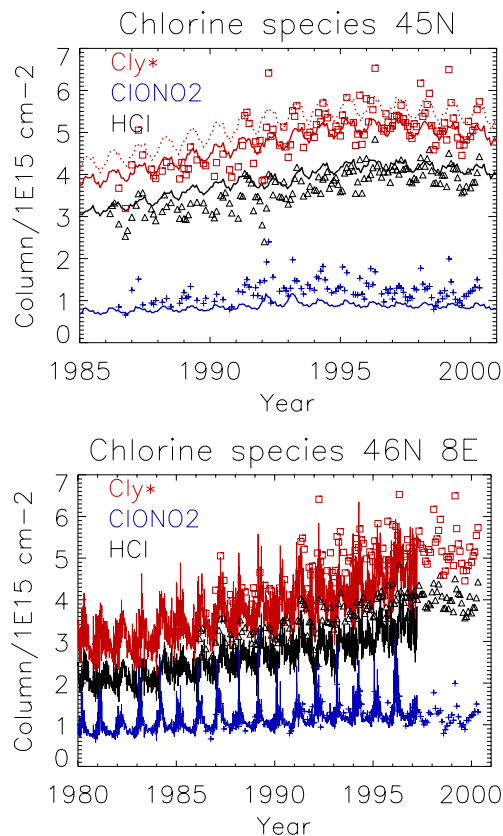 Chlorine species 45N
7
Cly*
6
ClONO2
5
HCl
4
3
2
1
0
Column/1E15 cm-2
1985 1990 1995 2000
Year
Chlorine species 46N 8E
7
Cly*
6
ClONO2
5
HCl
4
3
2
1
0
Column/1E15 cm-2
1980 1985 1990 1995 2000
Year